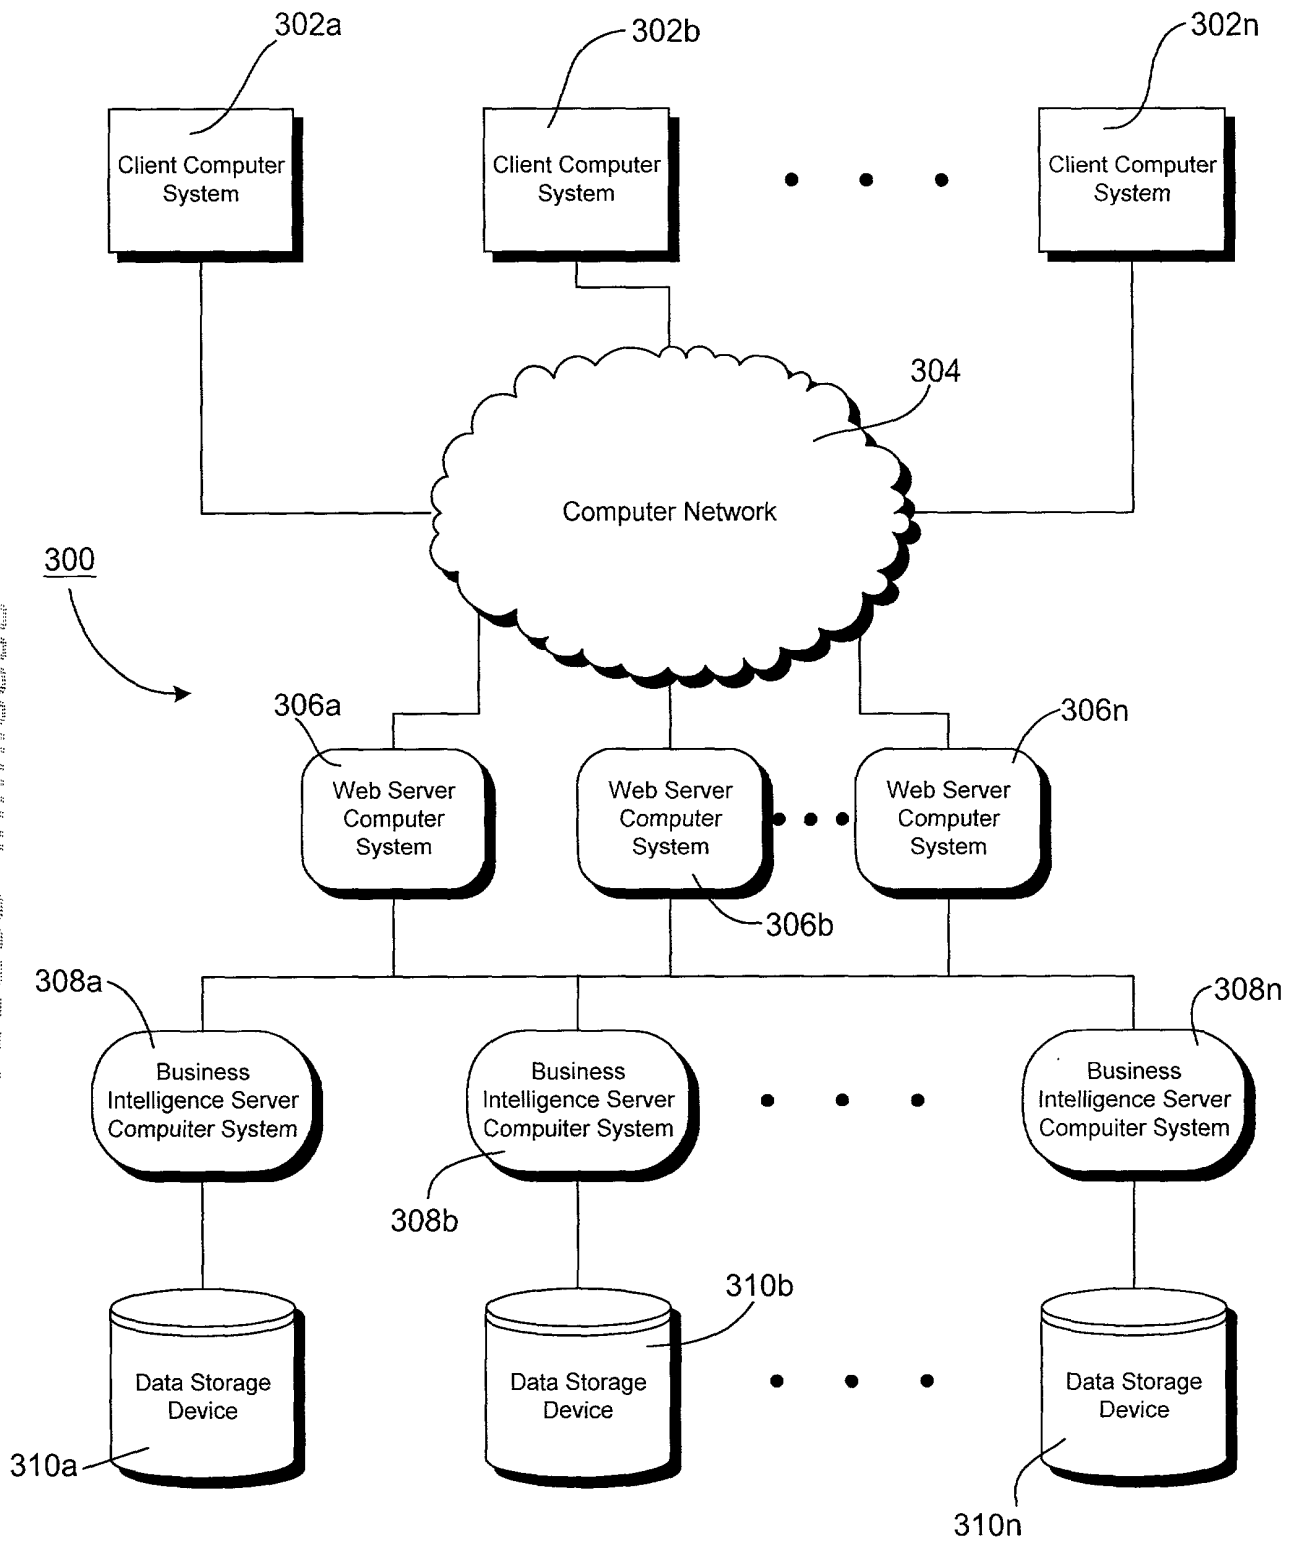 302a
302b
302n
Client Computer
System
Client Computer
System
Client Computer
System
304
Computer Network
300
306a
306n
Web Server
Computer
System
Web Server
Computer
System
Web Server
Computer
System
306b
308a
308n
Business
Intelligence Server
Compuiter System
Business
Intelligence Server
Compuiter System
Business
Intelligence Server
Compuiter System
308b
310b
Data Storage
Device
Data Storage
Device
Data Storage
Device
310a
310n